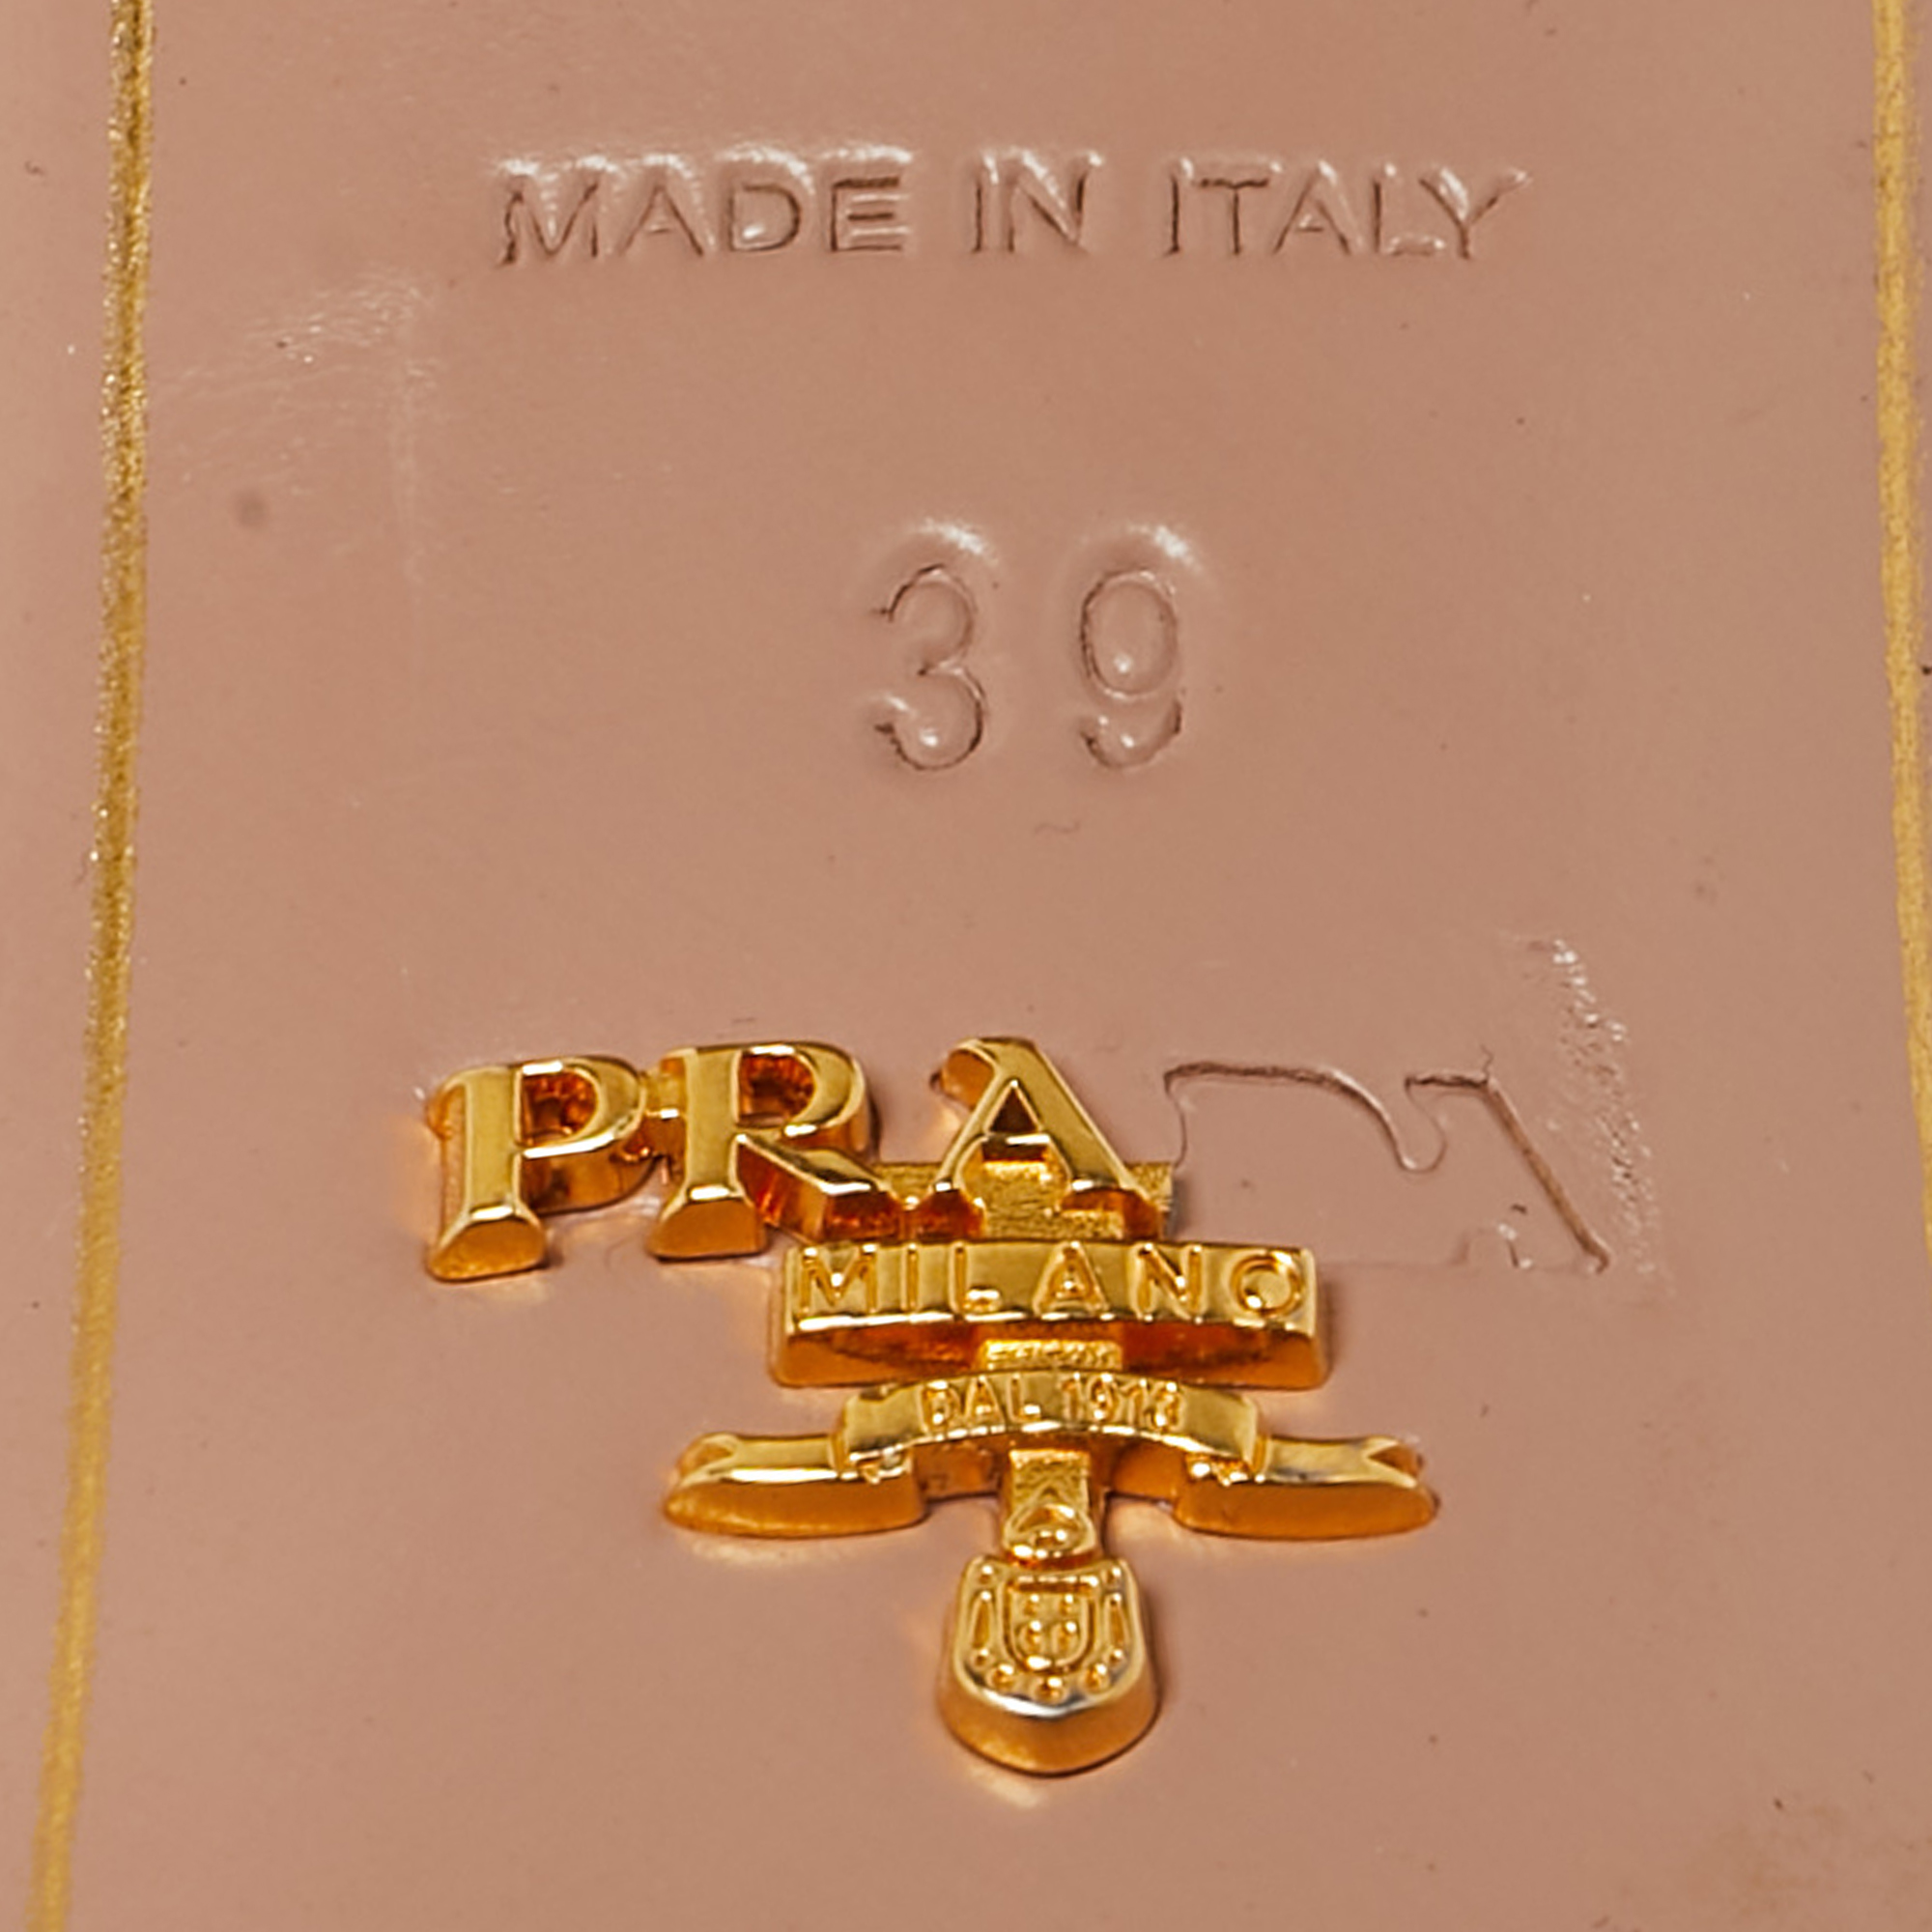 MADE IN ITALY
39
PRA
MILANO
DAL 1913